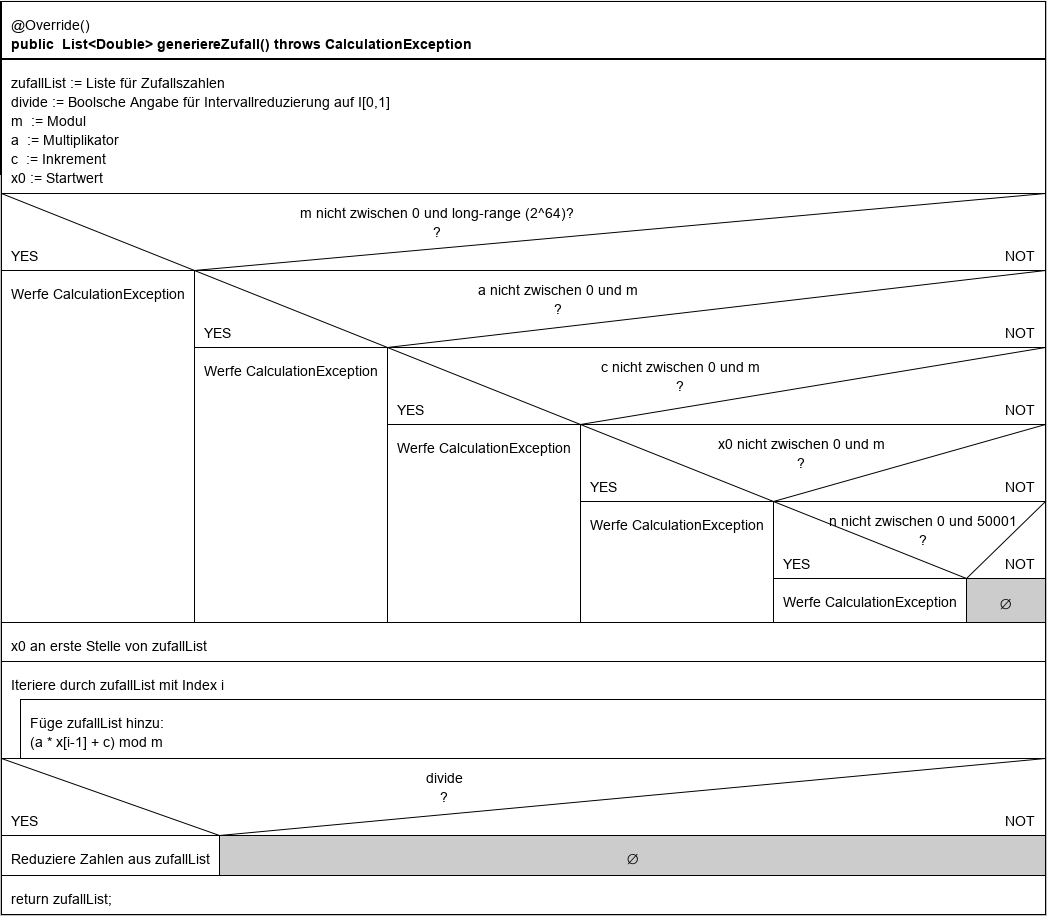 @Override()
public  List<Double> generiereZufall() throws CalculationException
zufallList := Liste für Zufallszahlen
divide := Boolsche Angabe für Intervallreduzierung auf I[0,1]
m  := Modul
a  := Multiplikator
c  := Inkrement
x0 := Startwert
m nicht zwischen 0 und long-range (2^64)?
?
YES
NOT
Werfe CalculationException
a nicht zwischen 0 und m
?
YES
NOT
Werfe CalculationException
c nicht zwischen 0 und m
?
YES
NOT
Werfe CalculationException
x0 nicht zwischen 0 und m
?
YES
NOT
Werfe CalculationException
n nicht zwischen 0 und 50001
?
YES
NOT
Werfe CalculationException
∅
x0 an erste Stelle von zufallList
Iteriere durch zufallList mit Index i
Füge zufallList hinzu:
(a * x[i-1] + c) mod m
divide
?
YES
NOT
Reduziere Zahlen aus zufallList
∅
return zufallList;